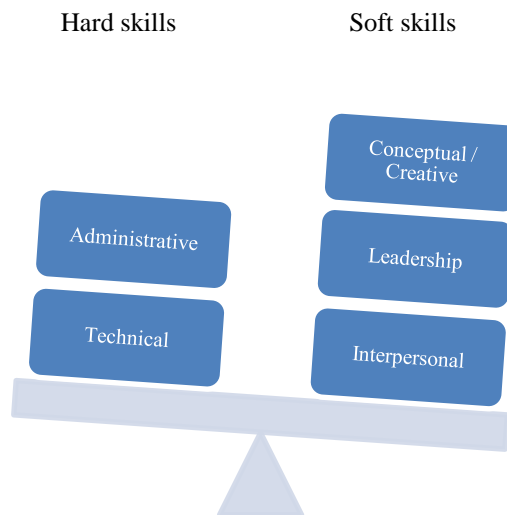 Hard skills
Soft skills
Administrative
Technical
Conceptual /
Creative
Leadership
Interpersonal